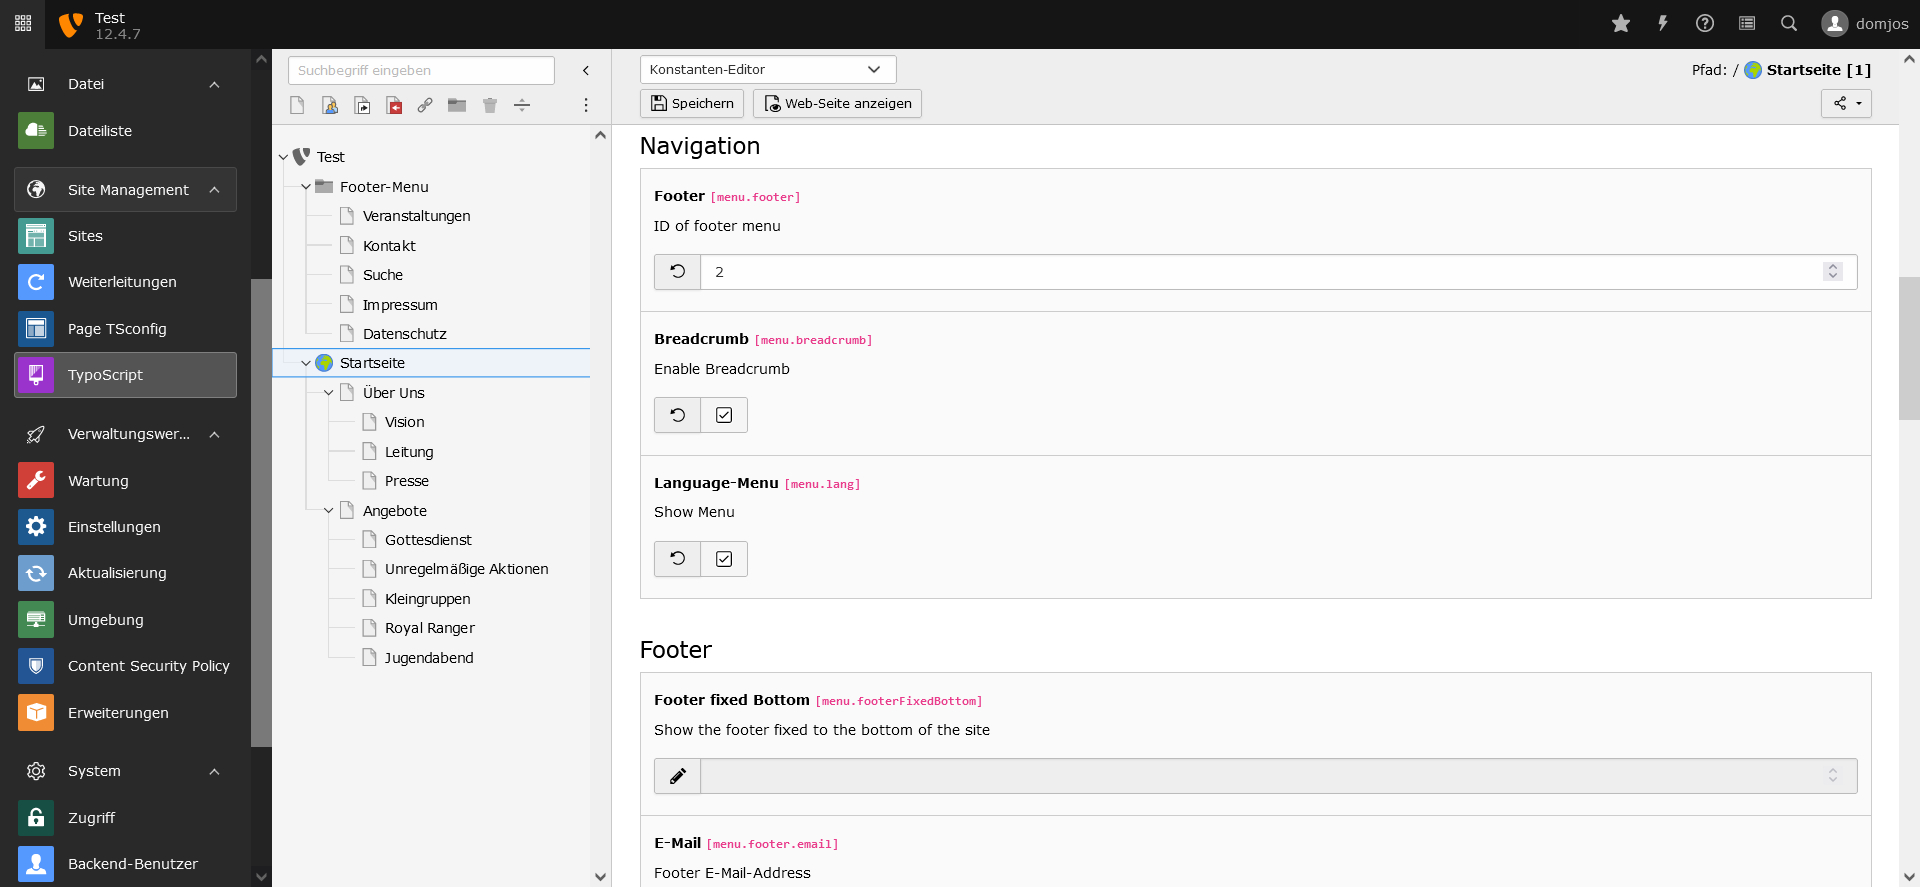 Test
12.4.7
domjos
Datei
Dateiliste
Site Management
Sites
Weiterleitungen
Page TSconfig
TypoScript
Verwaltungswer...
Wartung
Einstellungen
Aktualisierung
Umgebung
Content Security Policy
Erweiterungen
System
Zugriff
Backend-Benutzer
Suchbegriff eingeben
Test
Footer-Menu
Veranstaltungen
Kontakt
Suche
Impressum
Datenschutz
Startseite
Über Uns
Vision
Leitung
Presse
Angebote
Gottesdienst
Unregelmäßige Aktionen
Kleingruppen
Royal Ranger
Jugendabend
Konstanten-Editor
Pfad: / Startseite [1]
Speichern
Web-Seite anzeigen
Navigation
Footer [menu.footer]
ID of footer menu
2
Breadcrumb [menu.breadcrumb]
Enable Breadcrumb
Language-Menu [menu.lang]
Show Menu
Footer
Footer fixed Bottom [menu.footerFixedBottom]
Show the footer fixed to the bottom of the site
E-Mail [menu.footer.email]
Footer E-Mail-Address